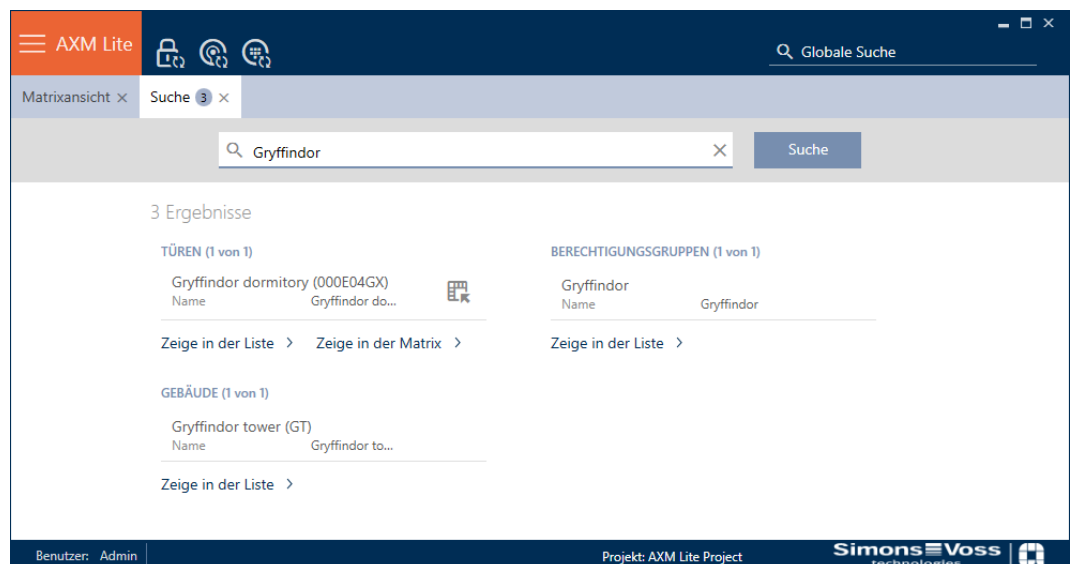 AXM Lite
Globale Suche
Matrixansicht
Suche 3
Gryffindor
Suche
3 Ergebnisse
TÜREN (1 von 1)
Gryffindor dormitory (000E04GX)
Name Gryffindor do...
Zeige in der Liste > Zeige in der Matrix >
BERECHTIGUNGSGRUPPEN (1 von 1)
Gryffindor
Name Gryffindor
Zeige in der Liste >
GEBÄUDE (1 von 1)
Gryffindor tower (GT)
Name Gryffindor to...
Zeige in der Liste >
Benutzer: Admin
Projekt: AXM Lite Project
Simons Voss
technologies